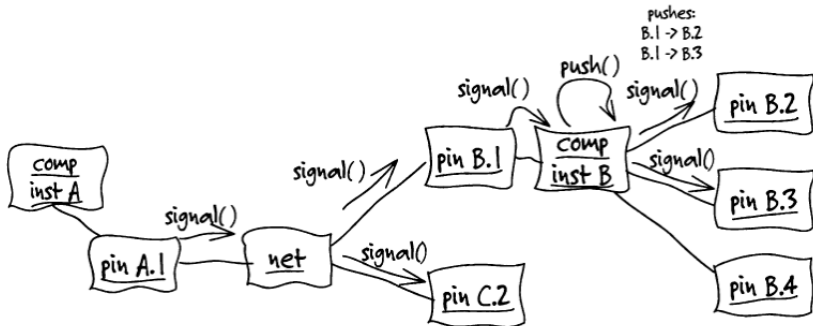 pushes:
B.1 -> B.2
B.1 -> B.3
push()
signal()
signal()
pin B.2
comp
inst A
signal()
pin B.1
comp
inst B
signal()
pin B.3
signal()
pin A.1
net
signal()
pin C.2
pin B.4